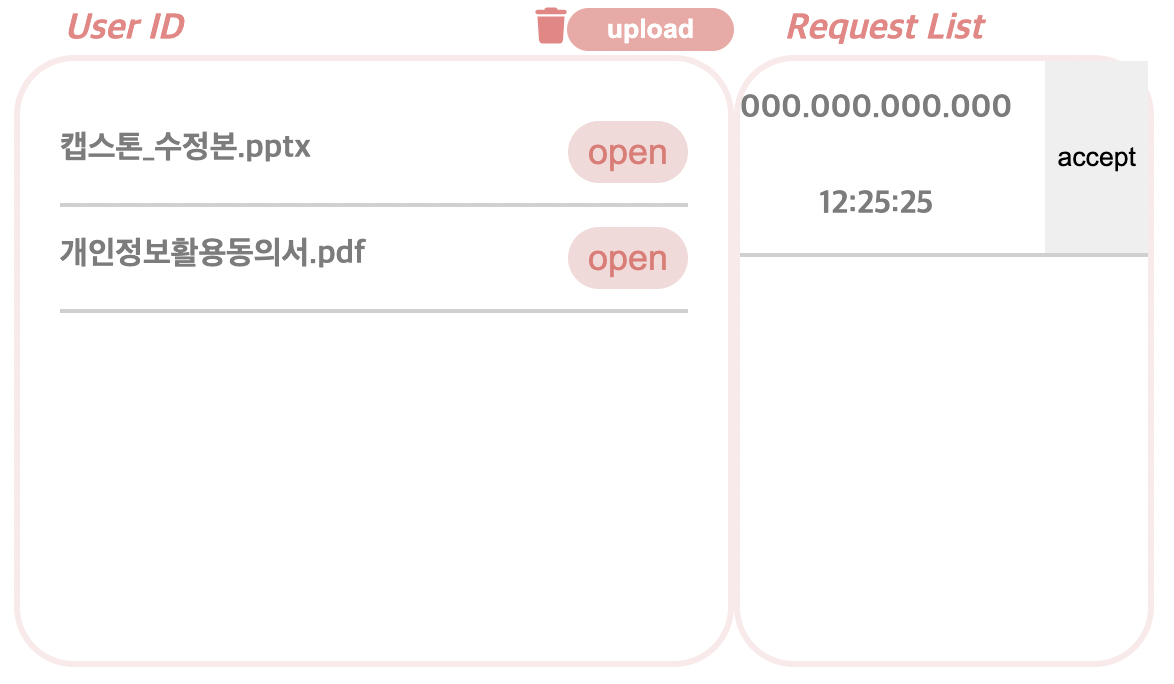 User ID
upload
캡스톤_수정본.pptx
open
개인정보활용동의서.pdf
open
Request List
000.000.000.000
12:25:25
accept